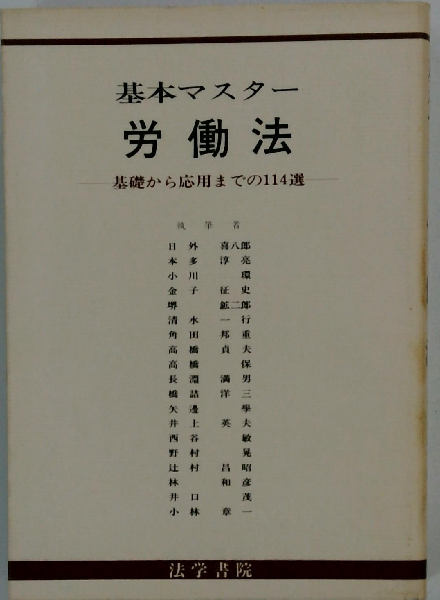 基本マスター
労働法
基礎から応用までの114選
執筆者
日外喜八郎
本多淳亮
小川環
金子征史
堺鉱二郎
清水一行
角田邦重
高橋貞夫
高橋保
長淵満男
橋詰洋三
矢邊學
井上英夫
西谷敏
野村晃
辻村昌昭
林和彦
井口茂
小林章一
法学書院